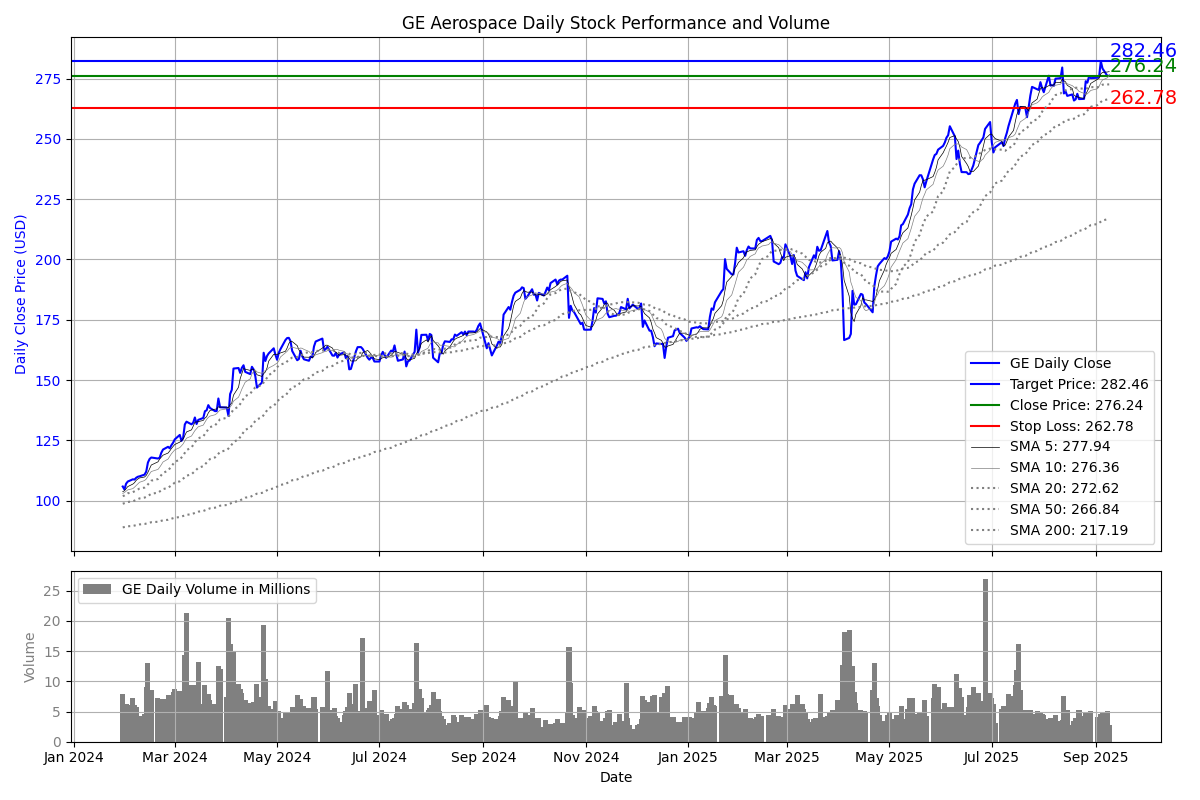 GE Aerospace Daily Stock Performance and Volume
282.46
276.24
262.78
275
250
225
200
175
150
125
100
Daily Close Price (USD)
GE Daily Close
Target Price: 282.46
Close Price: 276.24
Stop Loss: 262.78
SMA 5: 277.94
SMA 10: 276.36
SMA 20: 272.62
SMA 50: 266.84
SMA 200: 217.19
GE Daily Volume in Millions
25
20
15
10
5
0
Volume
Jan 2024 Mar 2024 May 2024 Jul 2024 Sep 2024 Nov 2024 Jan 2025 Mar 2025 May 2025 Jul 2025 Sep 2025
Date